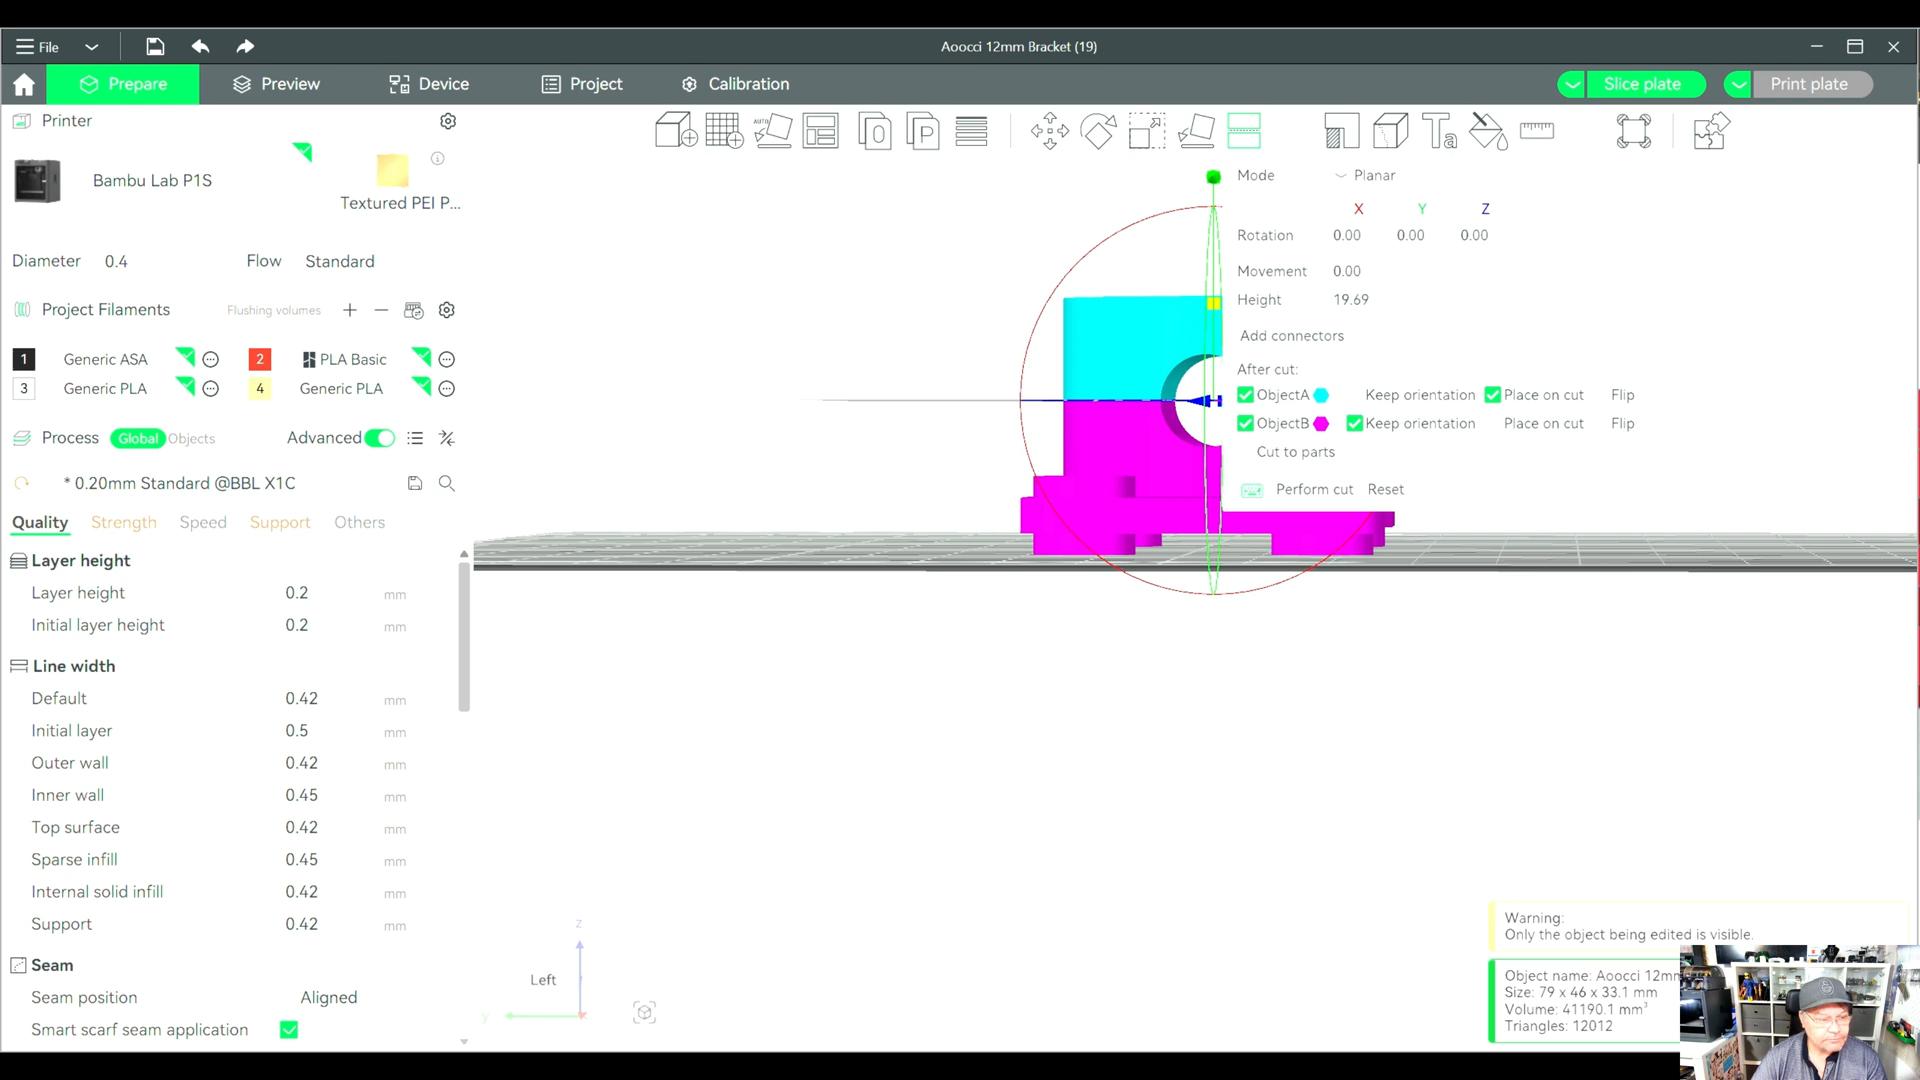 File
Aoocci 12mm Bracket (19)
Prepare
Preview
Device
Project
Calibration
Slice plate
Print plate
Printer
Bambu Lab P1S
Textured PEI P...
Diameter 0.4 Flow Standard
Project Filaments Flushing volumes
1 Generic ASA 2 PLA Basic
3 Generic PLA 4 Generic PLA
Process Global Objects Advanced
* 0.20mm Standard @BBL X1C
Quality Strength Speed Support Others
Layer height
Layer height 0.2 mm
Initial layer height 0.2 mm
Line width
Default 0.42 mm
Initial layer 0.5 mm
Outer wall 0.42 mm
Inner wall 0.45 mm
Top surface 0.42 mm
Sparse infill 0.45 mm
Internal solid infill 0.42 mm
Support 0.42 mm
Seam
Seam position Aligned
Smart scarf seam application
AUTO
O
P
Ta
Mode Planar
X Y Z
Rotation 0.00 0.00 0.00
Movement 0.00
Height 19.69
Add connectors
After cut:
ObjectA Keep orientation Place on cut Flip
ObjectB Keep orientation Place on cut Flip
Cut to parts
Perform cut Reset
z
Left
y
Warning:
Only the object being edited is visible.
Object name: Aoocci 12mm
Size: 79 x 46 x 33.1 mm
Volume: 41190.1 mm³
Triangles: 12012